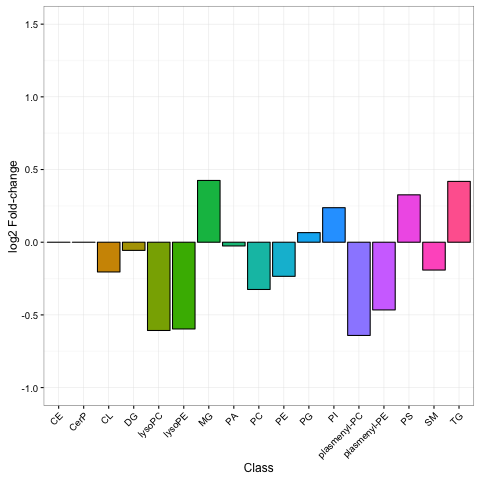 1.5
1.0
0.5
0.0
-0.5
-1.0
log2 Fold-change
CE
CerP
CL
DG
lysoPC
lysoPE
MG
PA
PC
PE
PG
PI
plasmenyl-PC
plasmenyl-PE
PS
SM
TG
Class